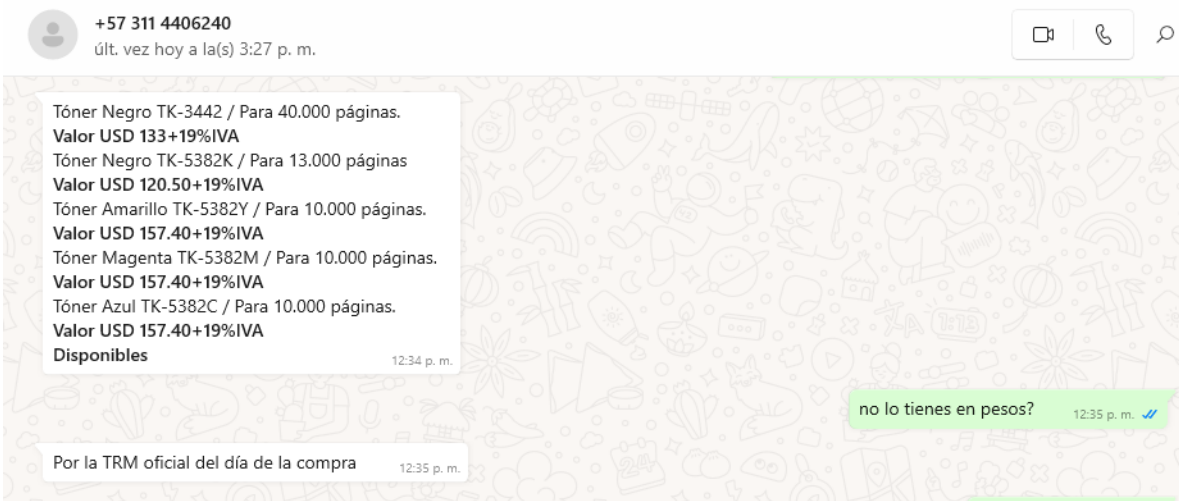 +57 311 4406240
últ. vez hoy a la(s) 3:27 p. m.
Tóner Negro TK-3442 / Para 40.000 páginas.
Valor USD 133+19%IVA
Tóner Negro TK-5382K / Para 13.000 páginas
Valor USD 120.50+19%IVA
Tóner Amarillo TK-5382Y / Para 10.000 páginas.
Valor USD 157.40+19%IVA
Tóner Magenta TK-5382M / Para 10.000 páginas.
Valor USD 157.40+19%IVA
Tóner Azul TK-5382C / Para 10.000 páginas.
Valor USD 157.40+19%IVA
Disponibles
12:34 p. m.
no lo tienes en pesos?
12:35 p. m.
Por la TRM oficial del día de la compra
12:35 p. m.